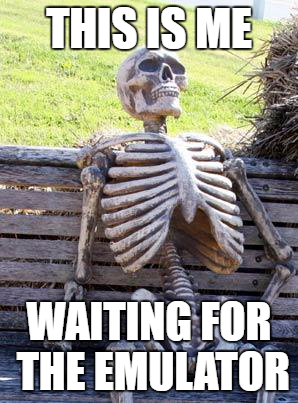 THIS IS ME
WAITING FOR
THE EMULATOR